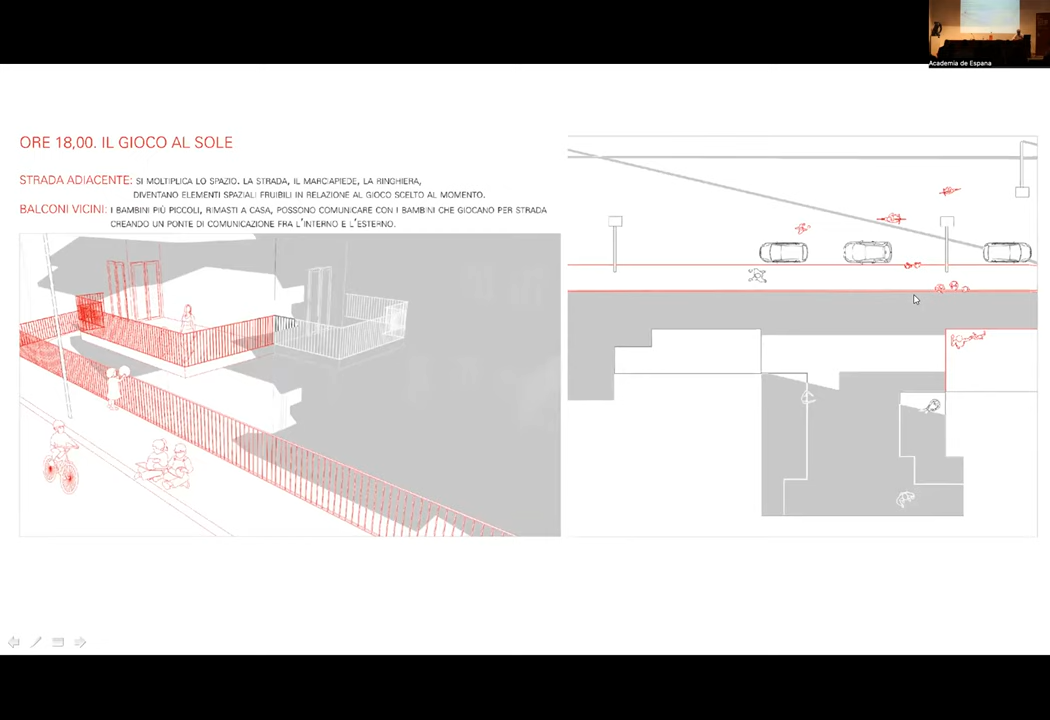 Academia de Espana
ORE 18,00. IL GIOCO AL SOLE
STRADA ADIACENTE: SI MOLTIPLICA LO SPAZIO. LA STRADA, IL MARCIAPIEDE, LA RINGHIERA,
DIVENTANO ELEMENTI SPAZIALI FRUIBILI IN RELAZIONE AL GIOCO SCELTO AL MOMENTO.
BALCONI VICINI: I BAMBINI PIÙ PICCOLI, RIMASTI A CASA, POSSONO COMUNICARE CON I BAMBINI CHE GIOCANO PER STRADA
CREANDO UN PONTE DI COMUNICAZIONE FRA L'INTERNO E L'ESTERNO.